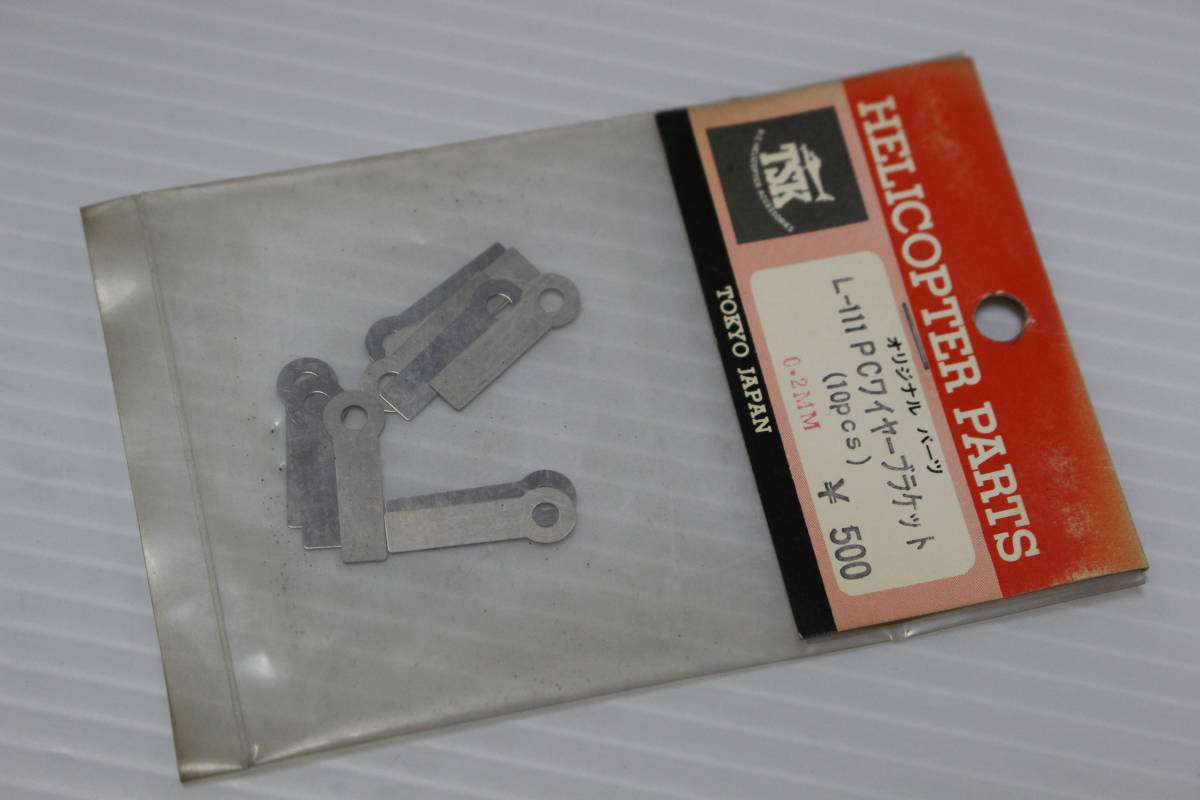 HELICOPTER PARTS
TSK
オリジナル パーツ
L-111 PCワイヤーブラケット
(10pcs) ¥ 500
0.2MM
TOKYO JAPAN